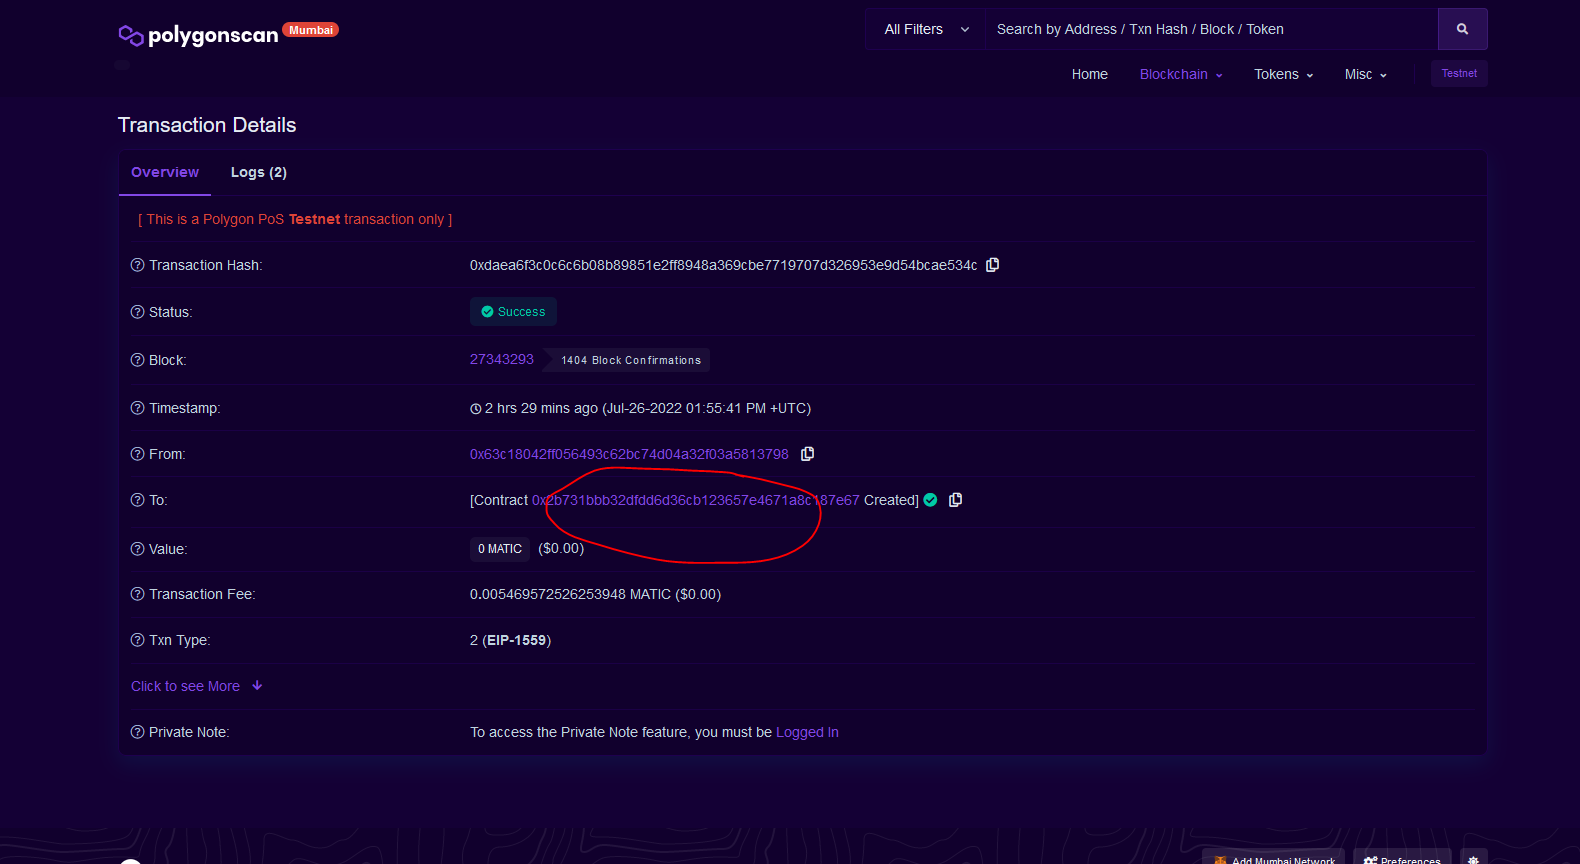 polygonscan Mumbai
All Filters Search by Address / Txn Hash / Block / Token
Home Blockchain Tokens Misc Testnet
Transaction Details
Overview Logs (2)
[ This is a Polygon PoS Testnet transaction only ]
Transaction Hash: 0xdaea6f3c0c6c6b08b89851e2ff8948a369cbe7719707d326953e9d54bcae534c
Status: Success
Block: 27343293 1404 Block Confirmations
Timestamp: 2 hrs 29 mins ago (Jul-26-2022 01:55:41 PM +UTC)
From: 0x63c18042ff056493c62bc74d04a32f03a5813798
To: [Contract 0x2b731bbb32dfdd6d36cb123657e4671a8c187e67 Created]
Value: 0 MATIC ($0.00)
Transaction Fee: 0.005469572526253948 MATIC ($0.00)
Txn Type: 2 (EIP-1559)
Click to see More
Private Note: To access the Private Note feature, you must be Logged In
Add Mumbai Network Preferences